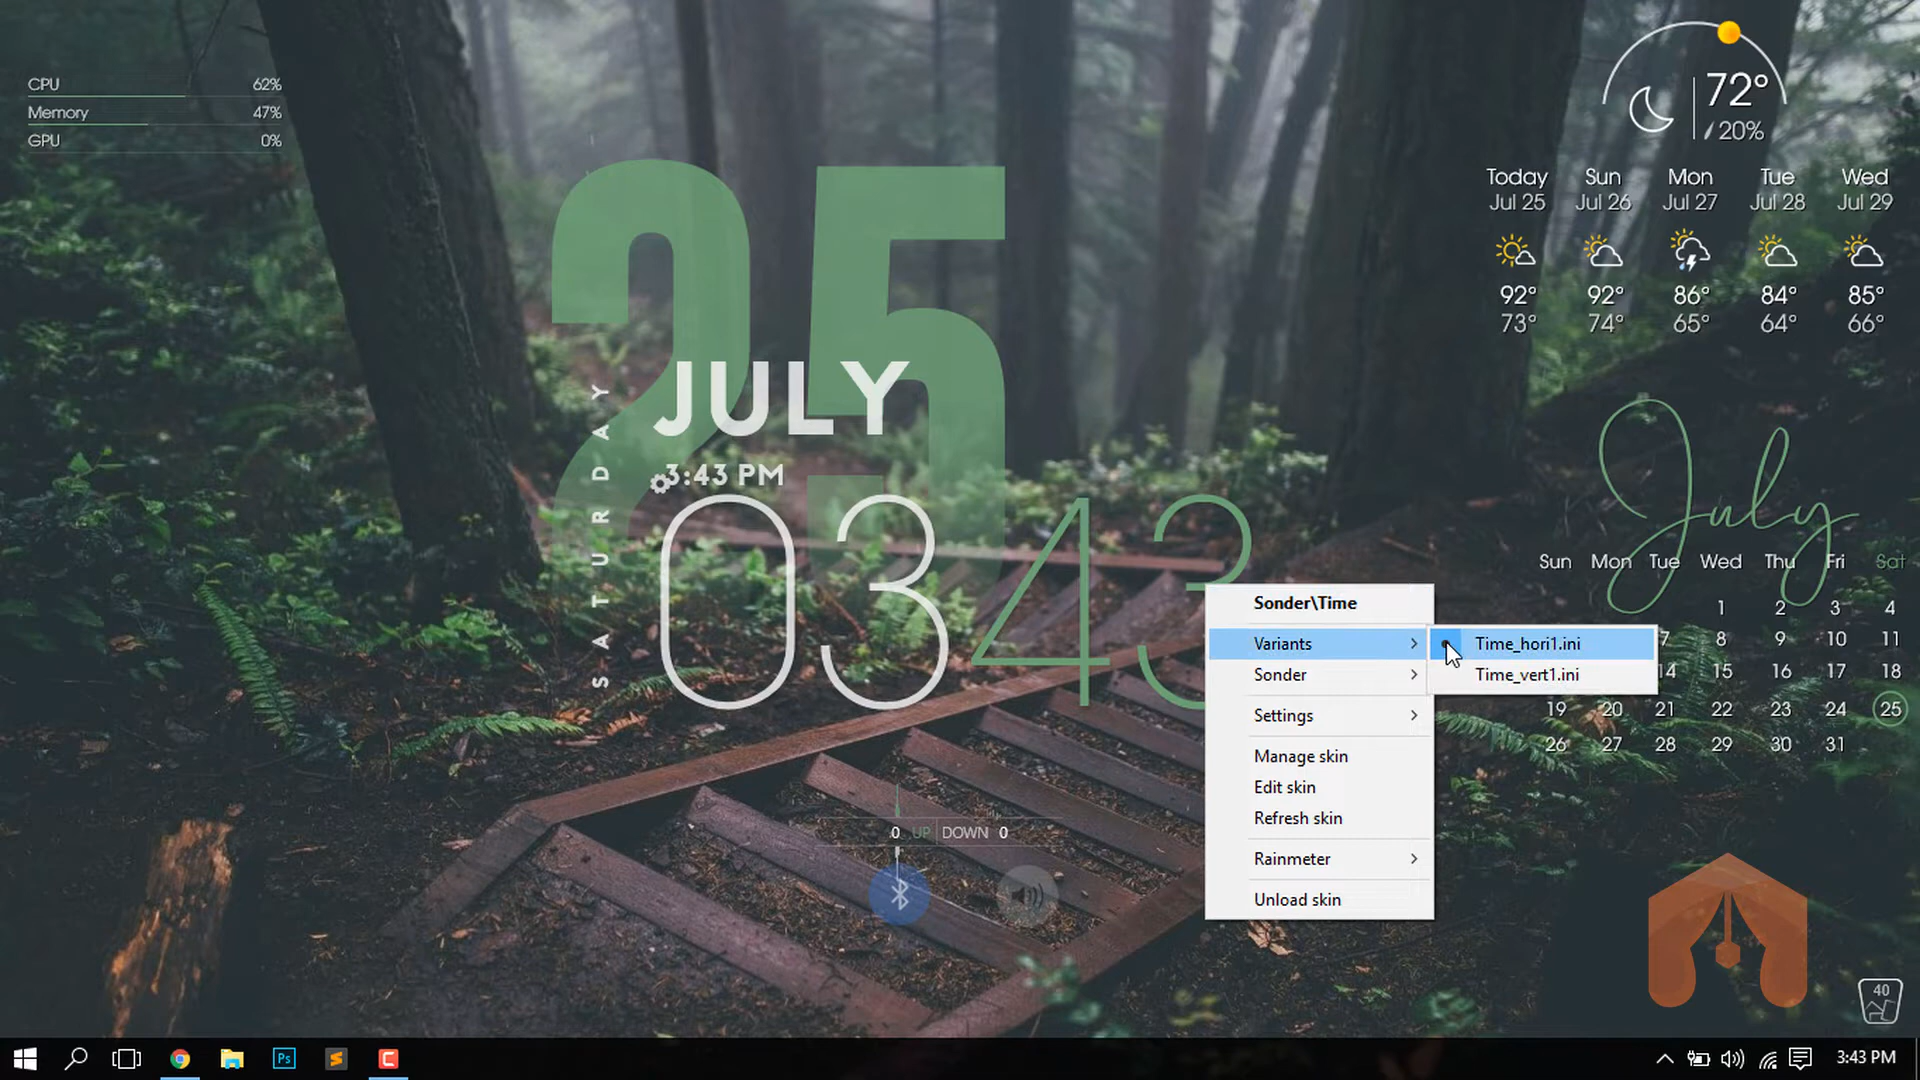 CPU 62%
Memory 47%
GPU 0%
72°
20%
Today Sun Mon Tue Wed
Jul 25 Jul 26 Jul 27 Jul 28 Jul 29
92° 92° 86° 84° 85°
73° 74° 65° 64° 66°
25
JULY
3:43 PM
SATURDAY
03 43
July
Sun Mon Tue Wed Thu Fri Sat
1 2 3 4
7 8 9 10 11
14 15 16 17 18
19 20 21 22 23 24 25
26 27 28 29 30 31
Sonder\Time
Variants
Sonder
Settings
Manage skin
Edit skin
Refresh skin
Rainmeter
Unload skin
Time_hori1.ini
Time_vert1.ini
0 UP DOWN 0
40
Ps
3:43 PM